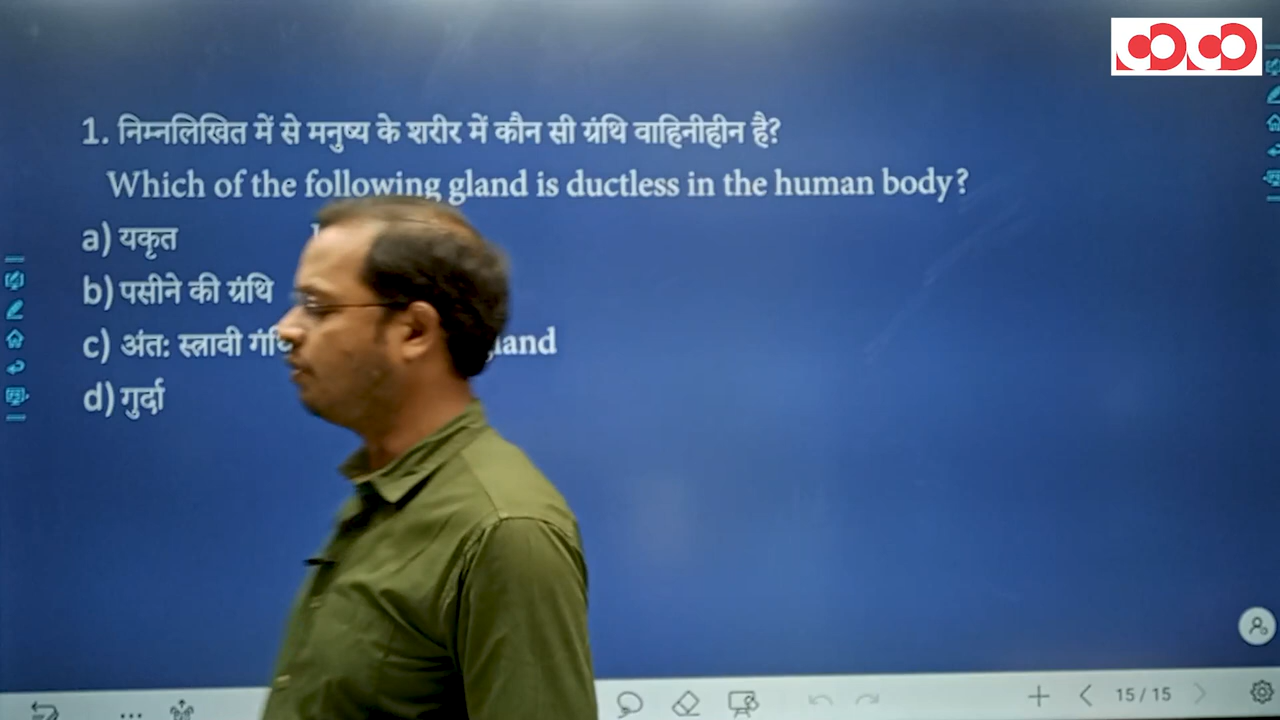 1. निम्नलिखित में से मनुष्य के शरीर में कौन सी ग्रंथि वाहिनीहीन है?
Which of the following gland is ductless in the human body?
a) यकृत
b) पसीने की ग्रंथि
c) अंत: स्त्रावी
d) गुर्दा
15/15